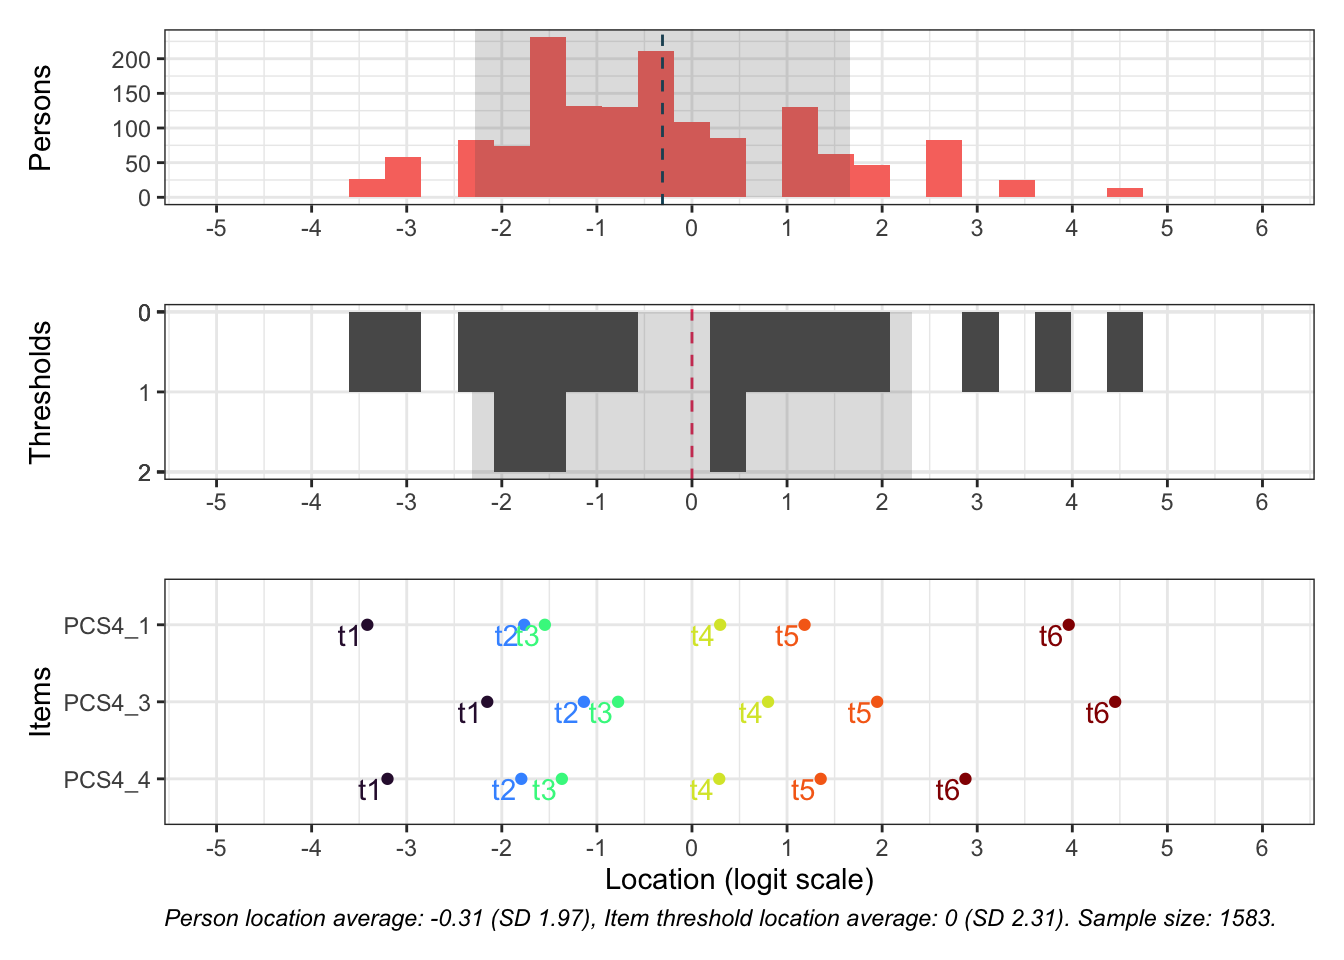 Persons
200
150
100
50
0
-5 -4 -3 -2 -1 0 1 2 3 4 5 6
Thresholds
0
1
2
-5 -4 -3 -2 -1 0 1 2 3 4 5 6
Items
PCS4_1
t1 t2 t3 t4 t5 t6
PCS4_3
t1 t2 t3 t4 t5 t6
PCS4_4
t1 t2 t3 t4 t5 t6
-5 -4 -3 -2 -1 0 1 2 3 4 5 6
Location (logit scale)
Person location average: -0.31 (SD 1.97), Item threshold location average: 0 (SD 2.31). Sample size: 1583.